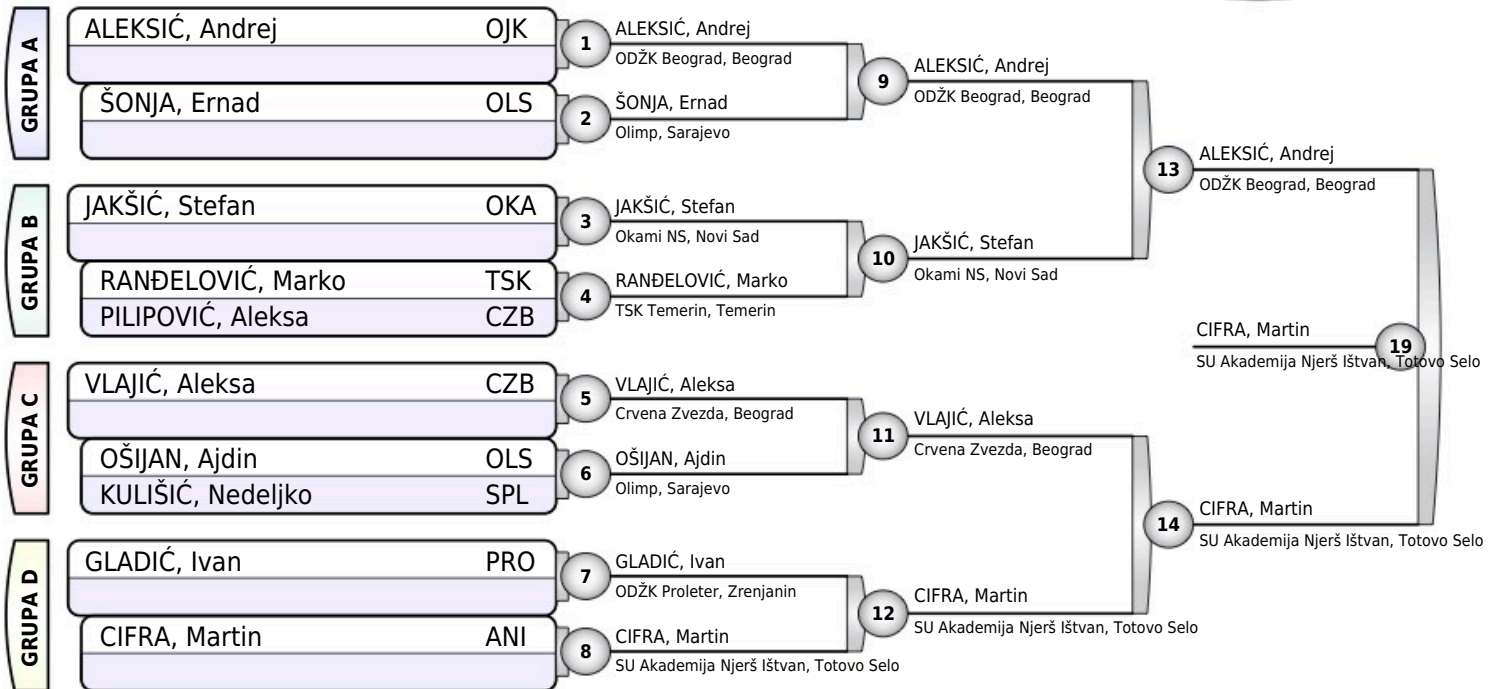 GRUPA A
ALEKSIĆ, Andrej OJK
ŠONJA, Ernad OLS
GRUPA B
JAKŠIĆ, Stefan OKA
RANĐELOVIĆ, Marko TSK
PILIPOVIĆ, Aleksa CZB
GRUPA C
VLAJIĆ, Aleksa CZB
OŠIJAN, Ajdin OLS
KULIŠIĆ, Nedeljko SPL
GRUPA D
GLADIĆ, Ivan PRO
CIFRA, Martin ANI
1
ALEKSIĆ, Andrej
ODŽK Beograd, Beograd
2
ŠONJA, Ernad
Olimp, Sarajevo
3
JAKŠIĆ, Stefan
Okami NS, Novi Sad
4
RANĐELOVIĆ, Marko
TSK Temerin, Temerin
5
VLAJIĆ, Aleksa
Crvena Zvezda, Beograd
6
OŠIJAN, Ajdin
Olimp, Sarajevo
7
GLADIĆ, Ivan
ODŽK Proleter, Zrenjanin
8
CIFRA, Martin
SU Akademija Njerš Ištvan, Totovo Selo
9
ALEKSIĆ, Andrej
ODŽK Beograd, Beograd
10
JAKŠIĆ, Stefan
Okami NS, Novi Sad
11
VLAJIĆ, Aleksa
Crvena Zvezda, Beograd
12
CIFRA, Martin
SU Akademija Njerš Ištvan, Totovo Selo
13
ALEKSIĆ, Andrej
ODŽK Beograd, Beograd
14
CIFRA, Martin
SU Akademija Njerš Ištvan, Totovo Selo
CIFRA, Martin
19
SU Akademija Njerš Ištvan, Totovo Selo